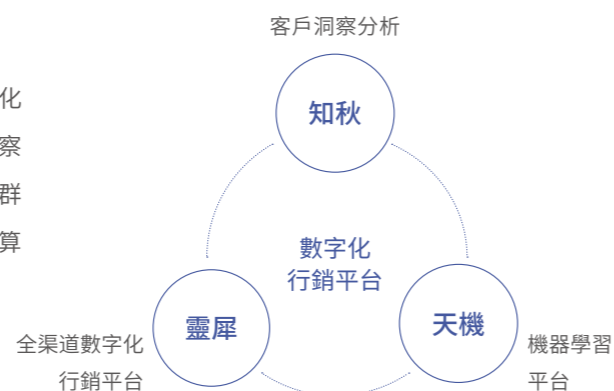 客戶洞察分析
知秋
化
察
群
算
數字化
行銷平台
靈犀
天機
全渠道數字化
行銷平台
機器學習
平台